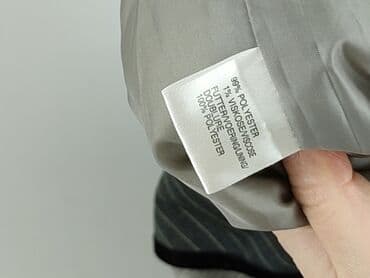 99% POLYESTER
1% VISKOSE/VISCOSE
FUTTER/VOERING/LINING/
DOUBLURE
100% POLYESTER